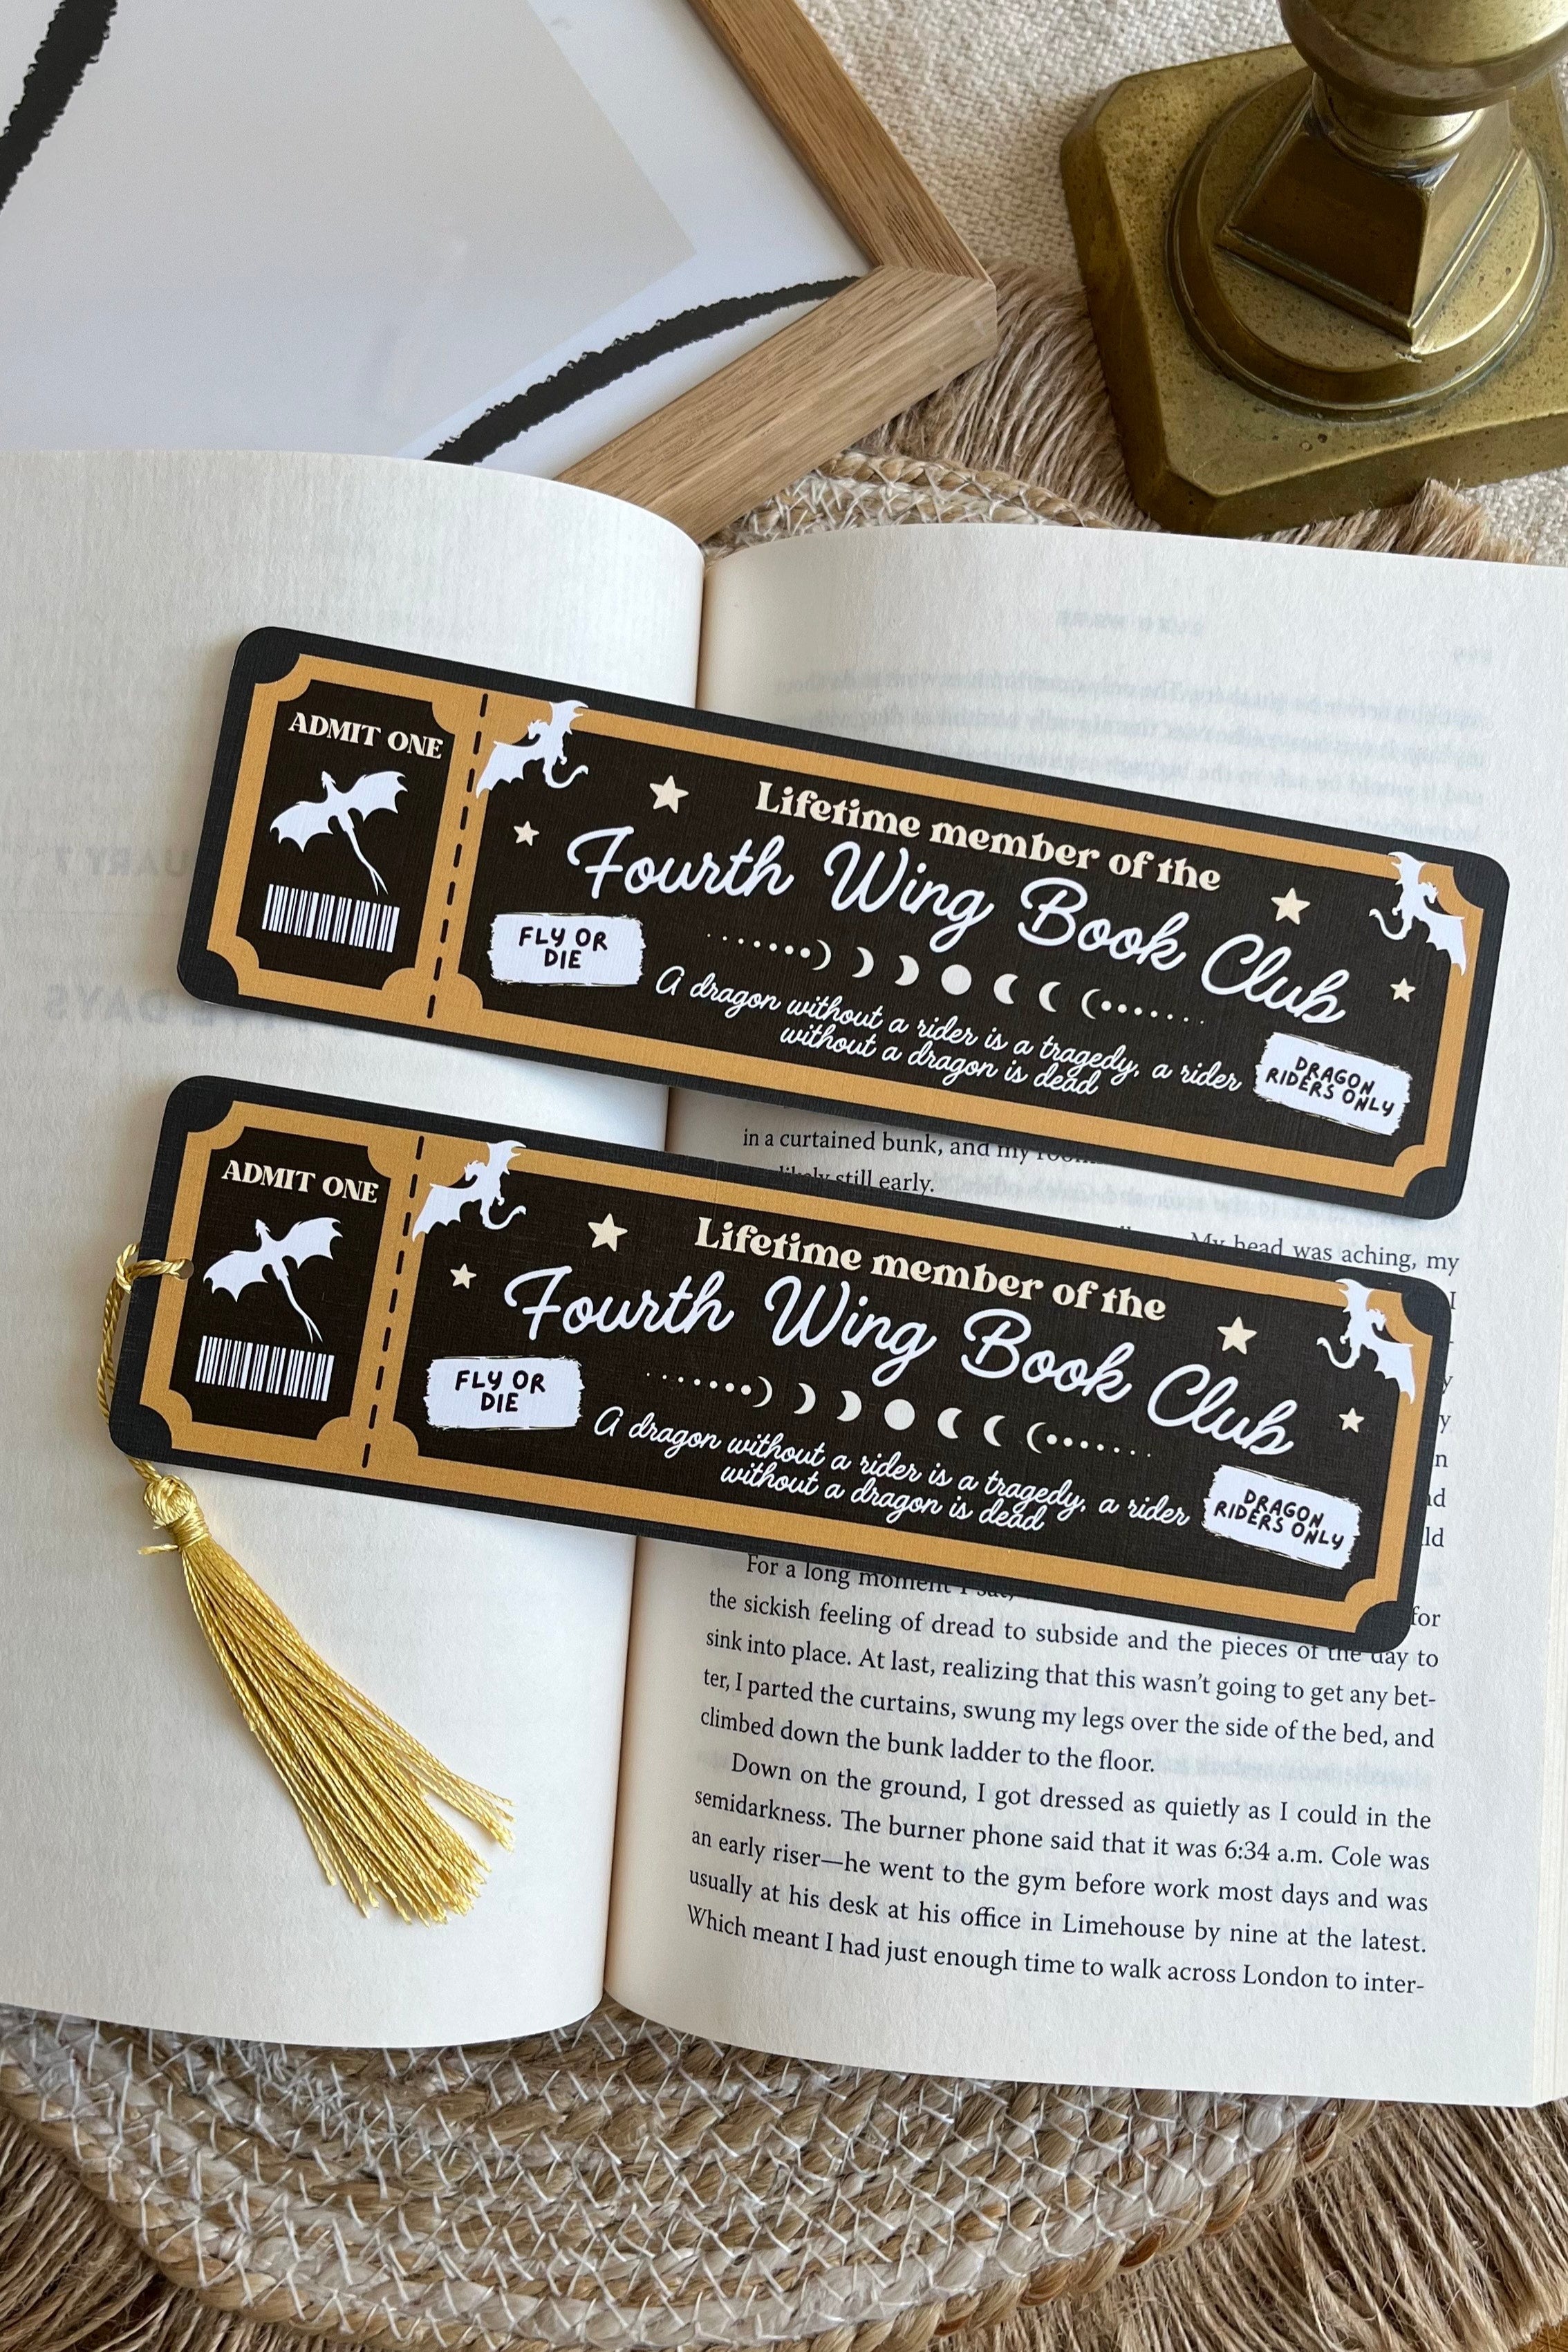 ADMIT ONE
Lifetime member of the
Fourth Wing Book Club
FLY OR
DIE
A dragon without a rider is a tragedy, a rider
without a dragon is dead
DRAGON
RIDERS ONLY
in a curtained bunk, and my
still early.
My head was aching, my
I
ADMIT ONE
Lifetime member of the
Fourth Wing Book Club
FLY OR
DIE
A dragon without a rider is a tragedy, a rider
without a dragon is dead
DRAGON
RIDERS ONLY
For a long moment I sat,
for
the sickish feeling of dread to subside and the pieces of the day to
sink into place. At last, realizing that this wasn't going to get any bet-
ter, I parted the curtains, swung my legs over the side of the bed, and
climbed down the bunk ladder to the floor.
Down on the ground, I got dressed as quietly as I could in the
semidarkness. The burner phone said that it was 6:34 a.m. Cole was
an early riser—he went to the gym before work most days and was
usually at his desk at his office in Limehouse by nine at the latest.
Which meant I had just enough time to walk across London to inter-